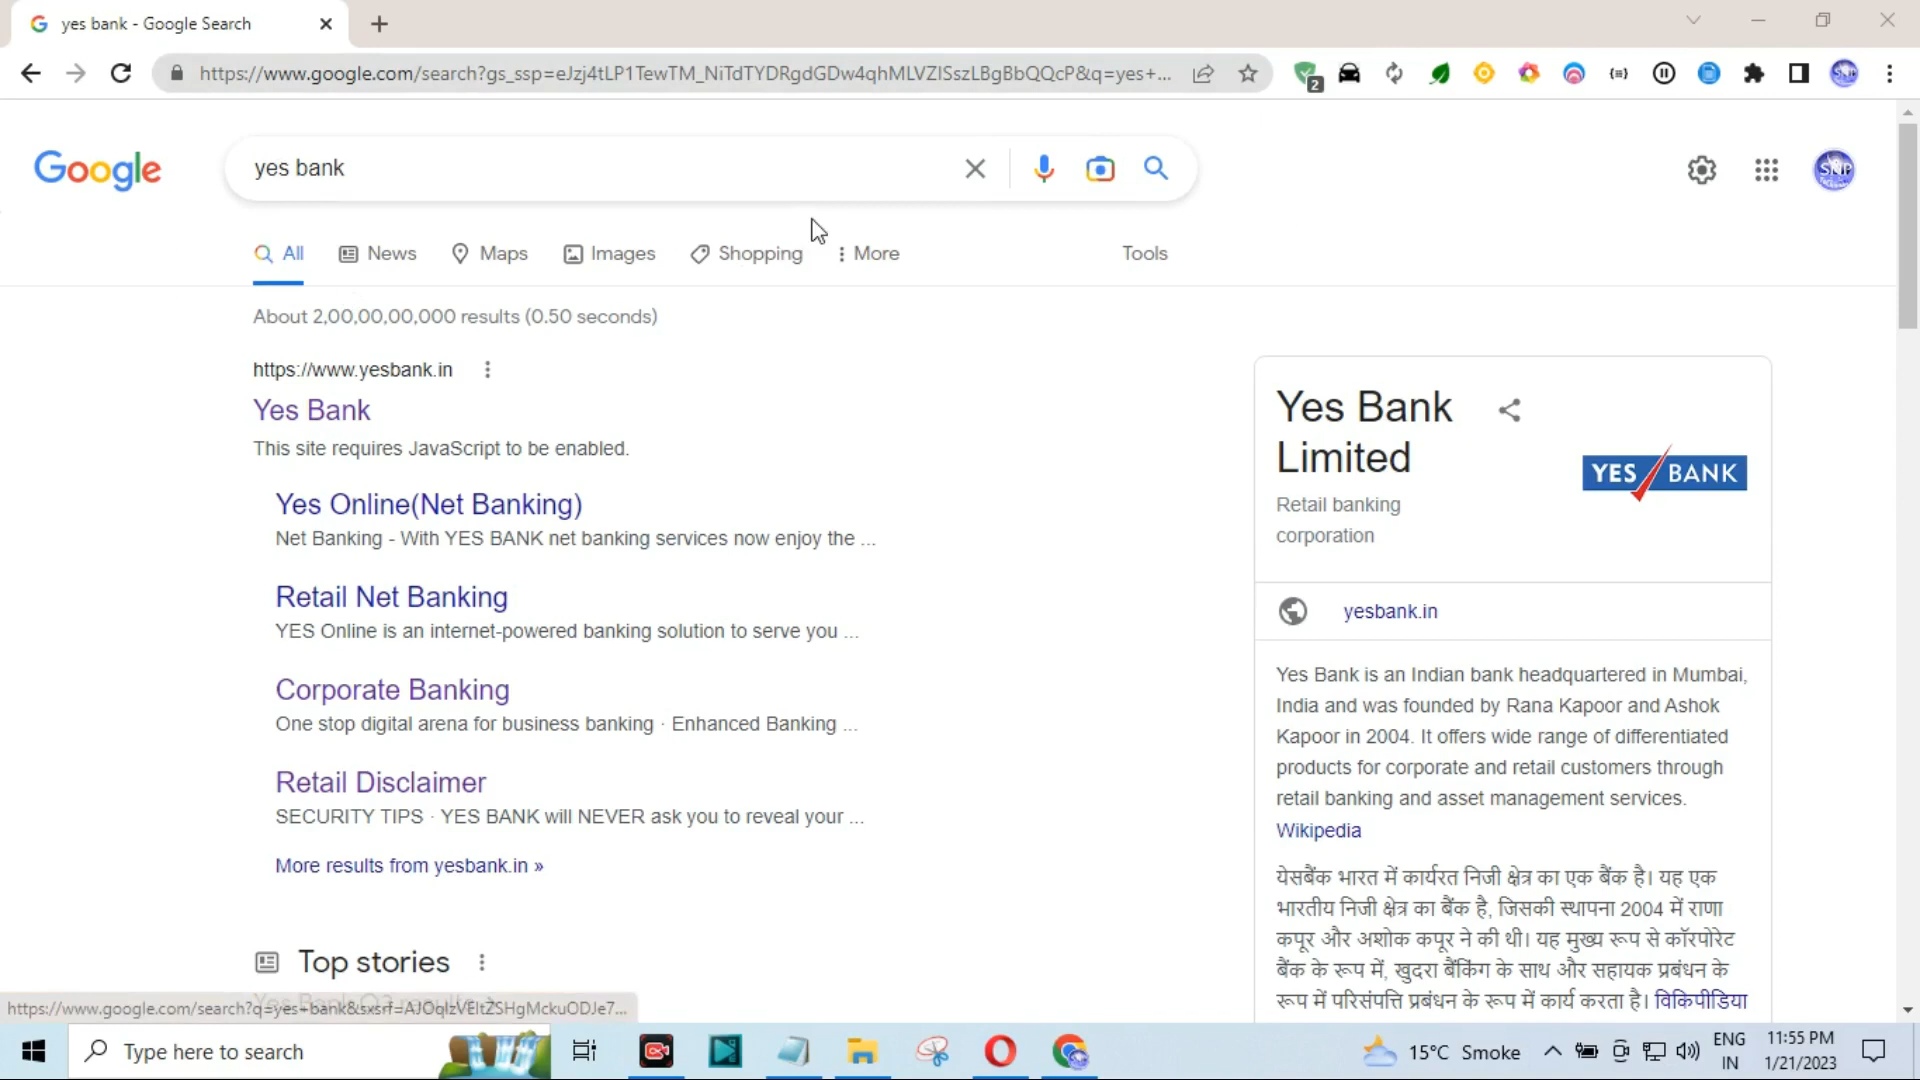 yes bank - Google Search
https://www.google.com/search?gs_ssp=eJzj4tLP1TewTM_NiTdTYDRgdGDw4qhMLVZISszLBgBbQQcP&q=yes+...
2
Google
yes bank
All
News
Maps
Images
Shopping
More
Tools
About 2,00,00,00,000 results (0.50 seconds)
https://www.yesbank.in
Yes Bank
This site requires JavaScript to be enabled.
Yes Online(Net Banking)
Net Banking - With YES BANK net banking services now enjoy the ...
Retail Net Banking
YES Online is an internet-powered banking solution to serve you ...
Corporate Banking
One stop digital arena for business banking · Enhanced Banking ...
Retail Disclaimer
SECURITY TIPS · YES BANK will NEVER ask you to reveal your ...
More results from yesbank.in »
Top stories
Yes Bank Q3 results
https://www.google.com/search?q=yes+bank&sxsrf=AJOqlzVEltZSHgMckuODJe7...
Yes Bank
Limited
YES BANK
Retail banking
corporation
yesbank.in
Yes Bank is an Indian bank headquartered in Mumbai,
India and was founded by Rana Kapoor and Ashok
Kapoor in 2004. It offers wide range of differentiated
products for corporate and retail customers through
retail banking and asset management services.
Wikipedia
येसबैंक भारत में कार्यरत निजी क्षेत्र का एक बैंक है। यह एक
भारतीय निजी क्षेत्र का बैंक है, जिसकी स्थापना 2004 में राणा
कपूर और अशोक कपूर ने की थी। यह मुख्य रूप से कॉरपोरेट
बैंक के रूप में, खुदरा बैंकिंग के साथ और सहायक प्रबंधन के
रूप में परिसंपत्ति प्रबंधन के रूप में कार्य करता है। विकिपीडिया
Type here to search
15°C Smoke
ENG
IN
11:55 PM
1/21/2023